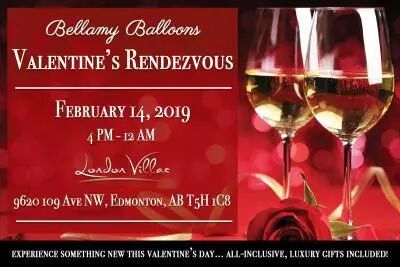 Bellamy Balloons
VALENTINE'S RENDEZVOUS
FEBRUARY 14, 2019
4 PM - 12 AM
London Villas
9620 109 AVE NW, EDMONTON, AB T5H 1C8
EXPERIENCE SOMETHING NEW THIS VALENTINE'S DAY... ALL-INCLUSIVE, LUXURY GIFTS INCLUDED!